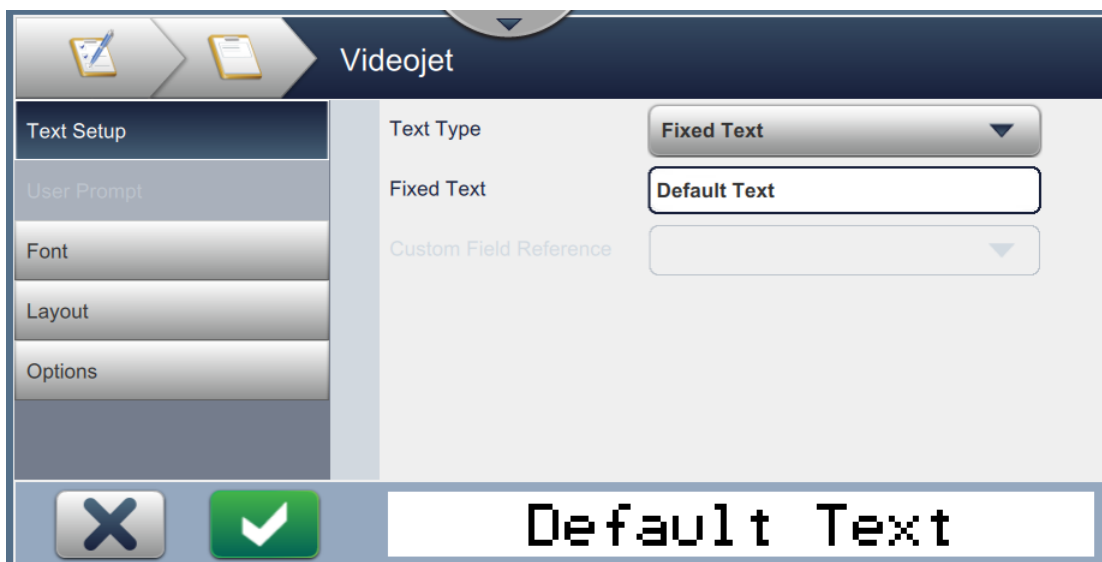 Videojet
Text Setup
User Prompt
Font
Layout
Options
Text Type
Fixed Text
Fixed Text
Default Text
Custom Field Reference
Default Text